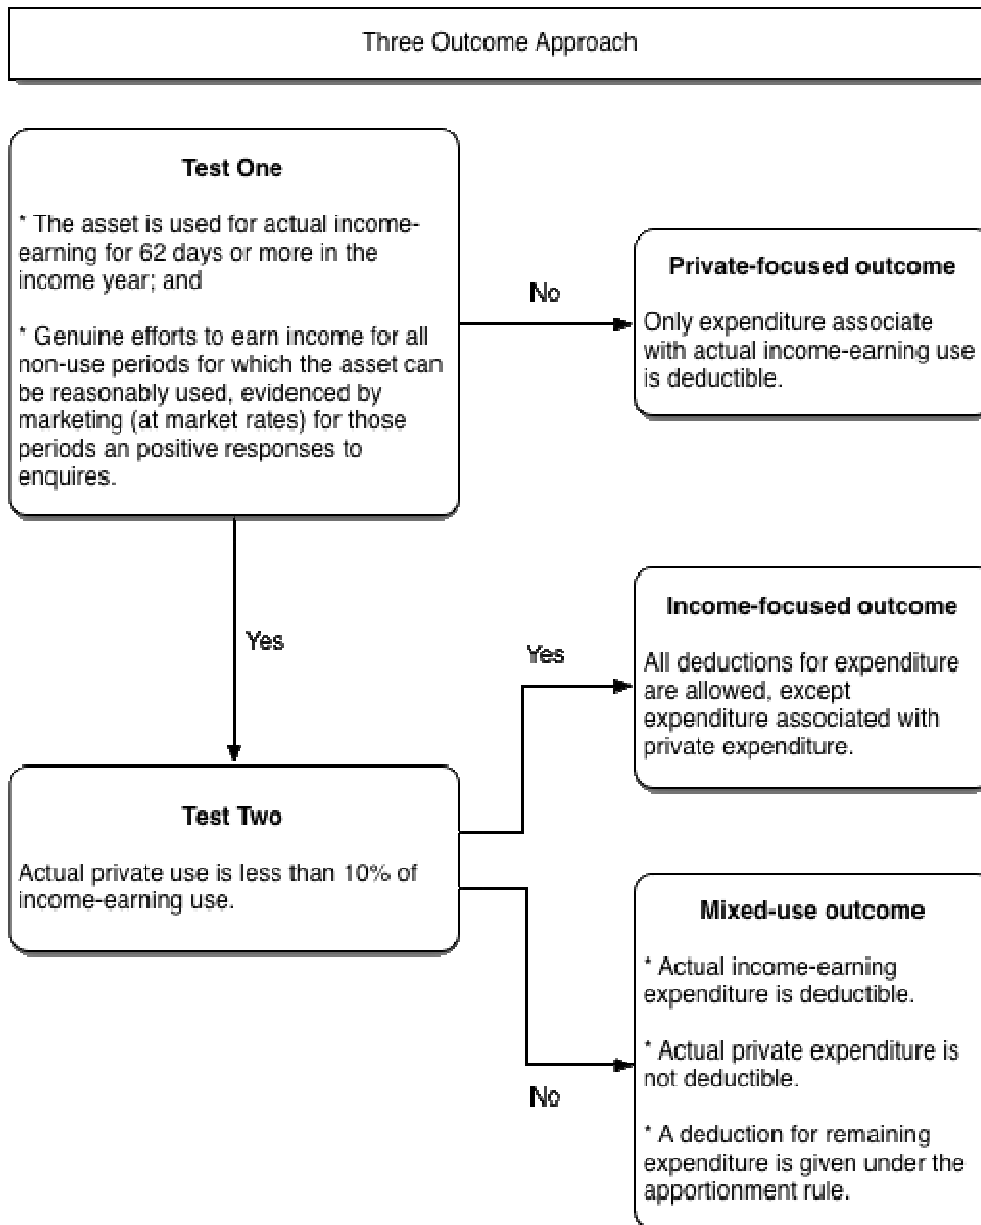 Three Outcome Approach
Test One
* The asset is used for actual income-
earning for 62 days or more in the
income year; and
* Genuine efforts to earn income for all
non-use periods for which the asset can
be reasonably used, evidenced by
marketing (at market rates) for those
periods an positive responses to
enquires.
No
Private-focused outcome
Only expenditure associate
with actual income-earning use
is deductible.
Yes
Test Two
Actual private use is less than 10% of
income-earning use.
Yes
Income-focused outcome
All deductions for expenditure
are allowed, except
expenditure associated with
private expenditure.
No
Mixed-use outcome
* Actual income-earning
expenditure is deductible.
* Actual private expenditure is
not deductible.
* A deduction for remaining
expenditure is given under the
apportionment rule.